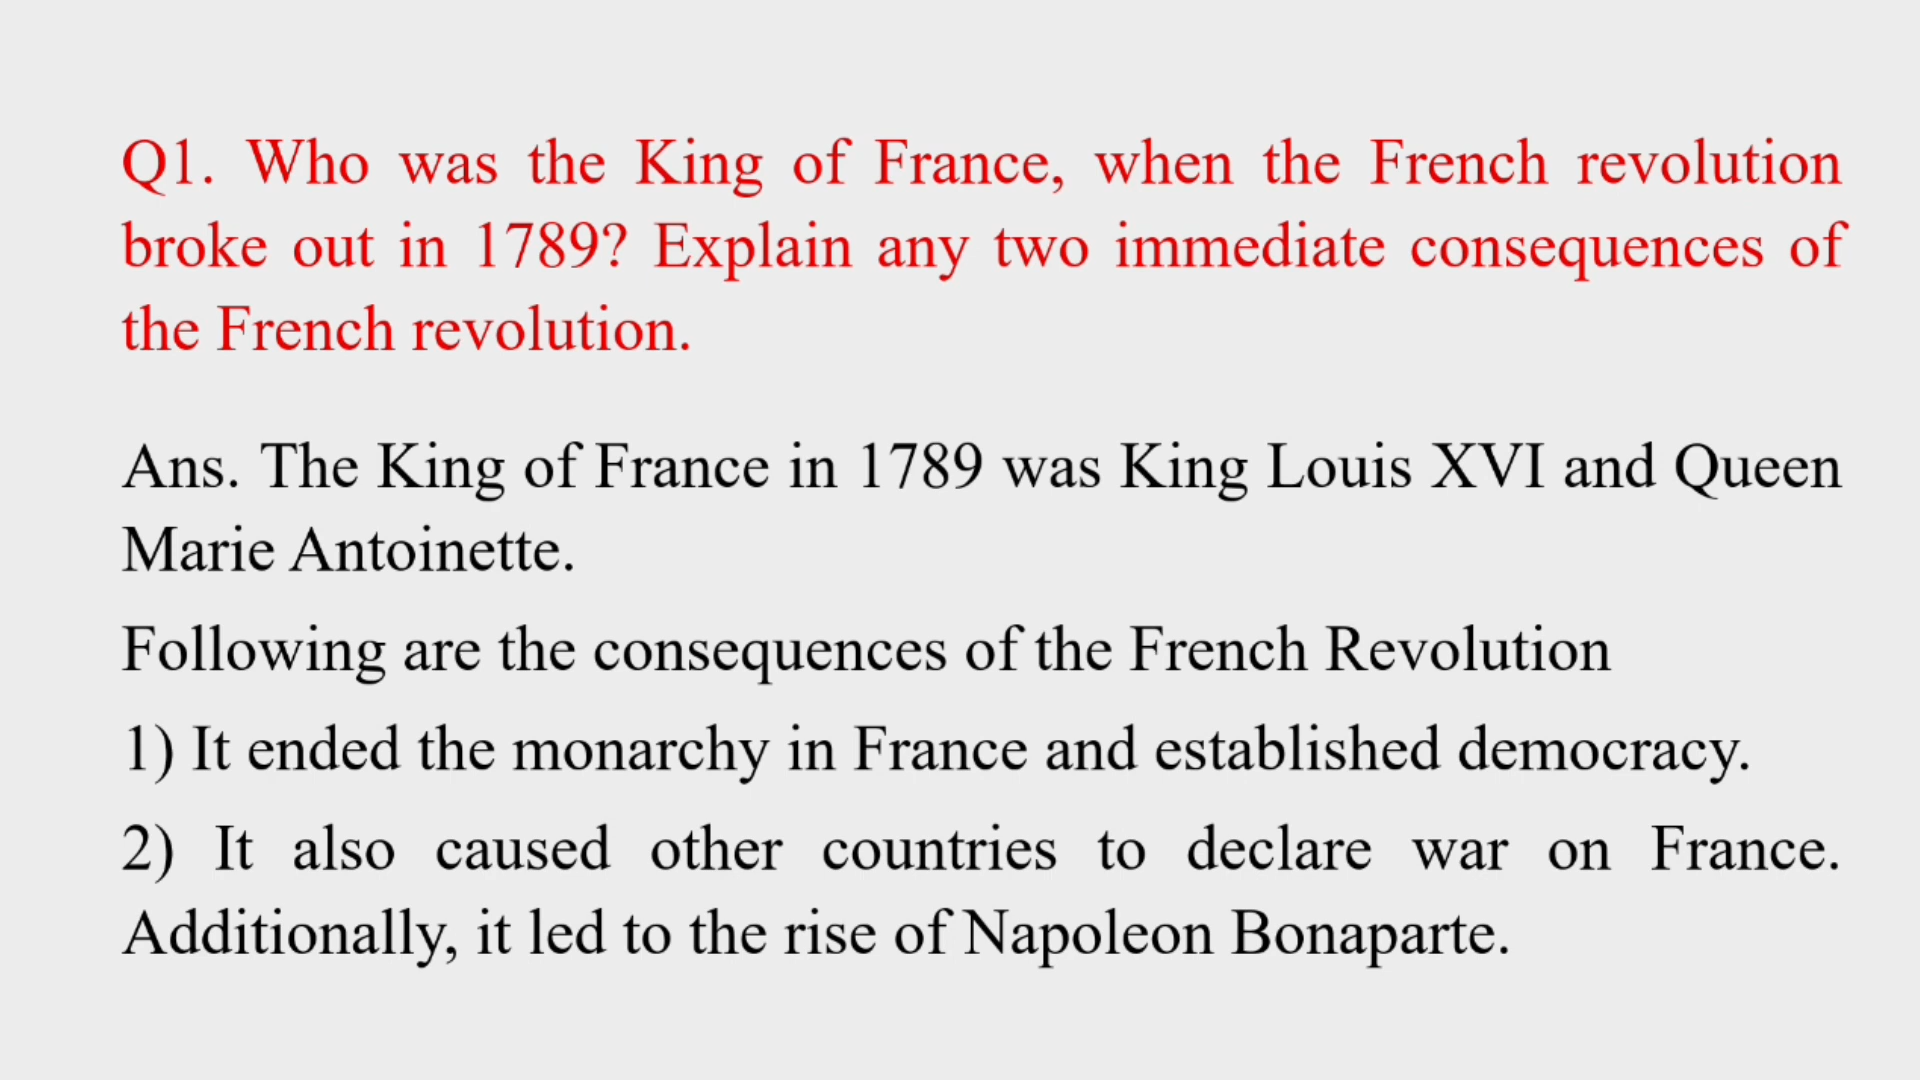 Q1. Who was the King of France, when the French revolution
broke out in 1789? Explain any two immediate consequences of
the French revolution.
Ans. The King of France in 1789 was King Louis XVI and Queen
Marie Antoinette.
Following are the consequences of the French Revolution
1) It ended the monarchy in France and established democracy.
2) It also caused other countries to declare war on France.
Additionally, it led to the rise of Napoleon Bonaparte.